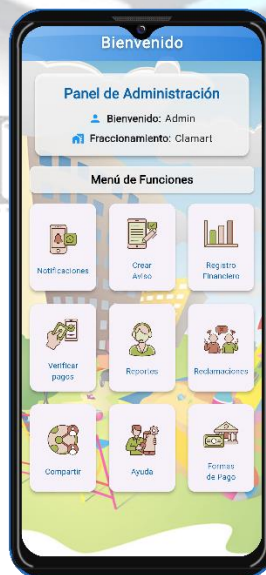 Bienvenido
Panel de Administración
Bienvenido: Admin
Fraccionamiento: Clamart
Menú de Funciones
Notificaciones
Crear
Aviso
Registro
Financiero
Verificar
pagos
Reportes
Reclamaciones
Compartir
Ayuda
Formas
de Pago